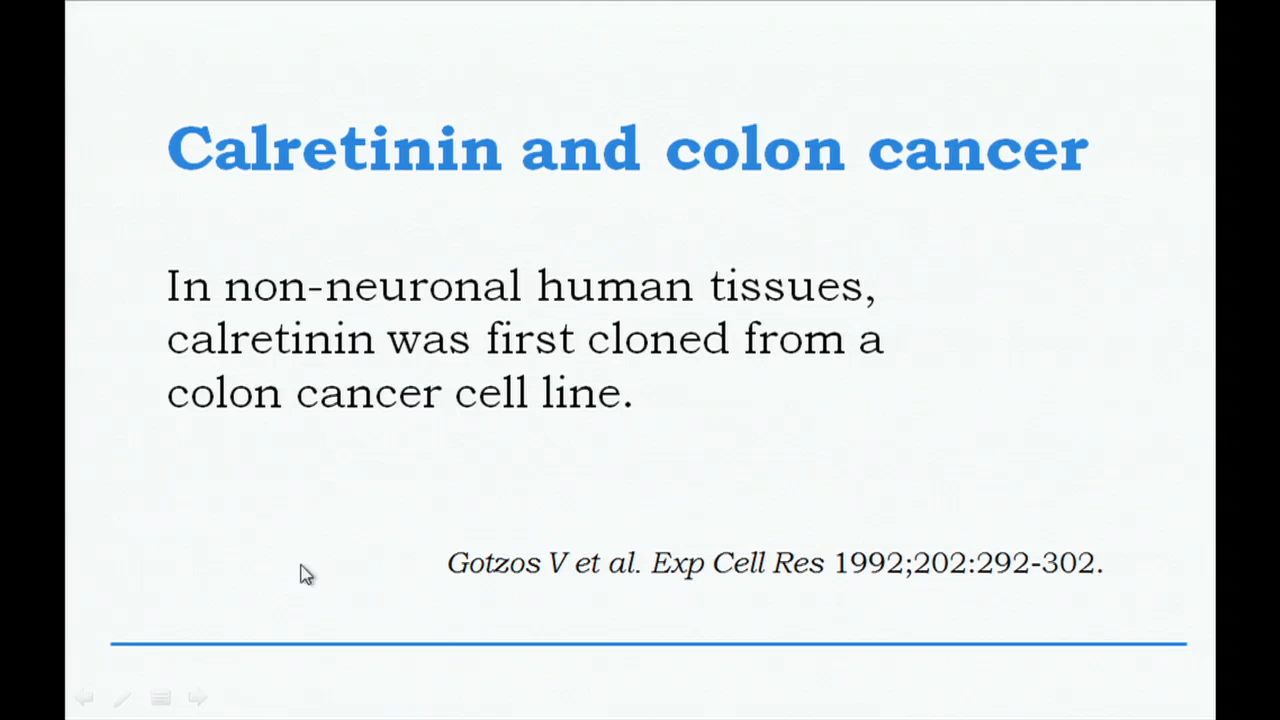 Calretinin and colon cancer
In non-neuronal human tissues,
calretinin was first cloned from a
colon cancer cell line.
Gotzos V et al. Exp Cell Res 1992;202:292-302.